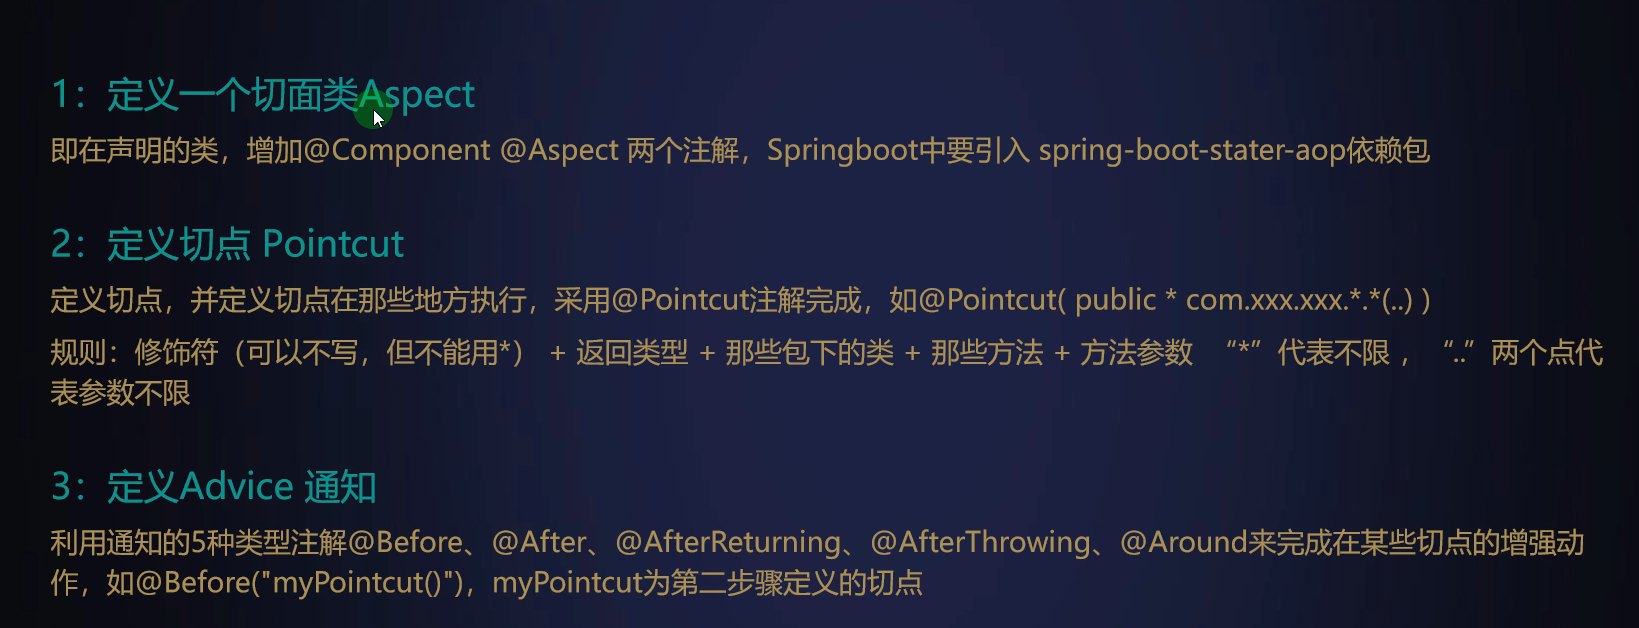 1：定义一个切面类Aspect
即在声明的类，增加@Component @Aspect 两个注解，Springboot中要引入 spring-boot-stater-aop依赖包
2：定义切点 Pointcut
定义切点，并定义切点在那些地方执行，采用@Pointcut注解完成，如@Pointcut( public * com.xxx.xxx.*.*(..) )
规则：修饰符（可以不写，但不能用*） + 返回类型 + 那些包下的类 + 那些方法 + 方法参数 “*”代表不限 ， “..”两个点代
表参数不限
3：定义Advice 通知
利用通知的5种类型注解@Before、@After、@AfterReturning、@AfterThrowing、@Around来完成在某些切点的增强动
作，如@Before("myPointcut()")，myPointcut为第二步骤定义的切点